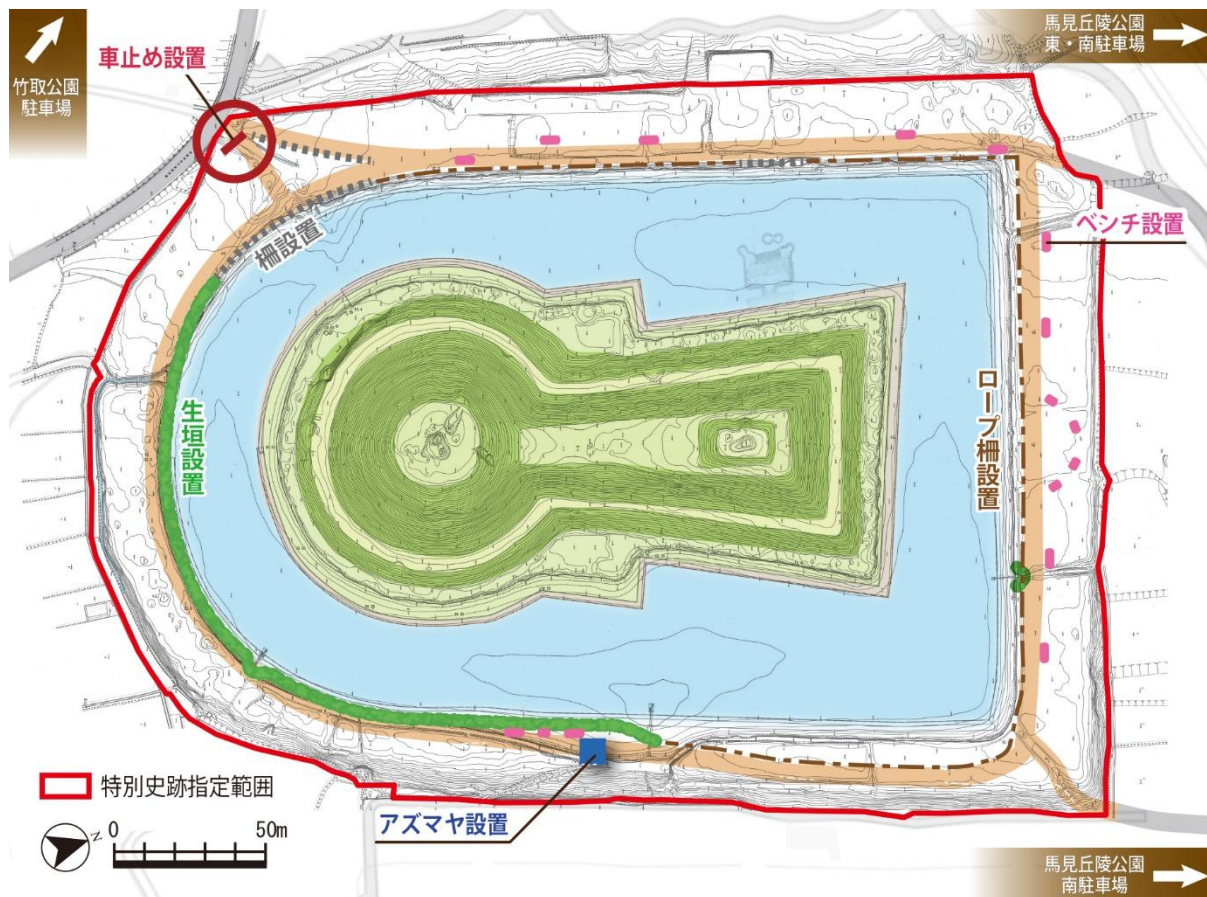 竹取公園
駐車場
車止め設置
馬見丘陵公園
東・南駐車場
柵設置
ベンチ設置
生垣設置
ロープ柵設置
特別史跡指定範囲
N
0 50m
アズマヤ設置
馬見丘陵公園
南駐車場